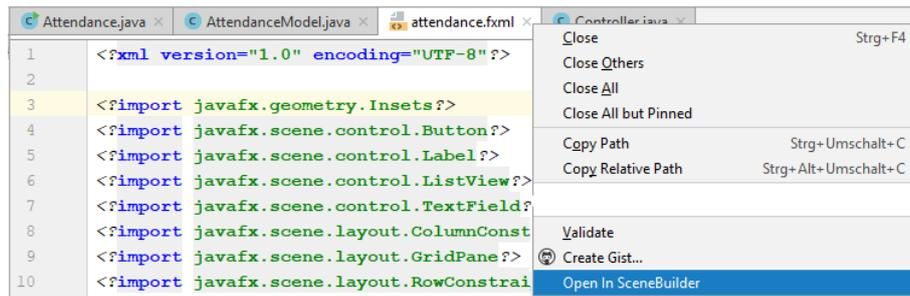 Attendance.java AttendanceModel.java attendance.fxml Controller.java
1 <?xml version="1.0" encoding="UTF-8"?>
2
3 <?import javafx.geometry.Insets?>
4 <?import javafx.scene.control.Button?>
5 <?import javafx.scene.control.Label?>
6 <?import javafx.scene.control.ListView?>
7 <?import javafx.scene.control.TextField?
8 <?import javafx.scene.layout.ColumnConst
9 <?import javafx.scene.layout.GridPane?>
10 <?import javafx.scene.layout.RowConstrai
Close Strg+F4
Close Others
Close All
Close All but Pinned
Copy Path Strg+Umschalt+C
Copy Relative Path Strg+Alt+Umschalt+C
Validate
Create Gist...
Open In SceneBuilder